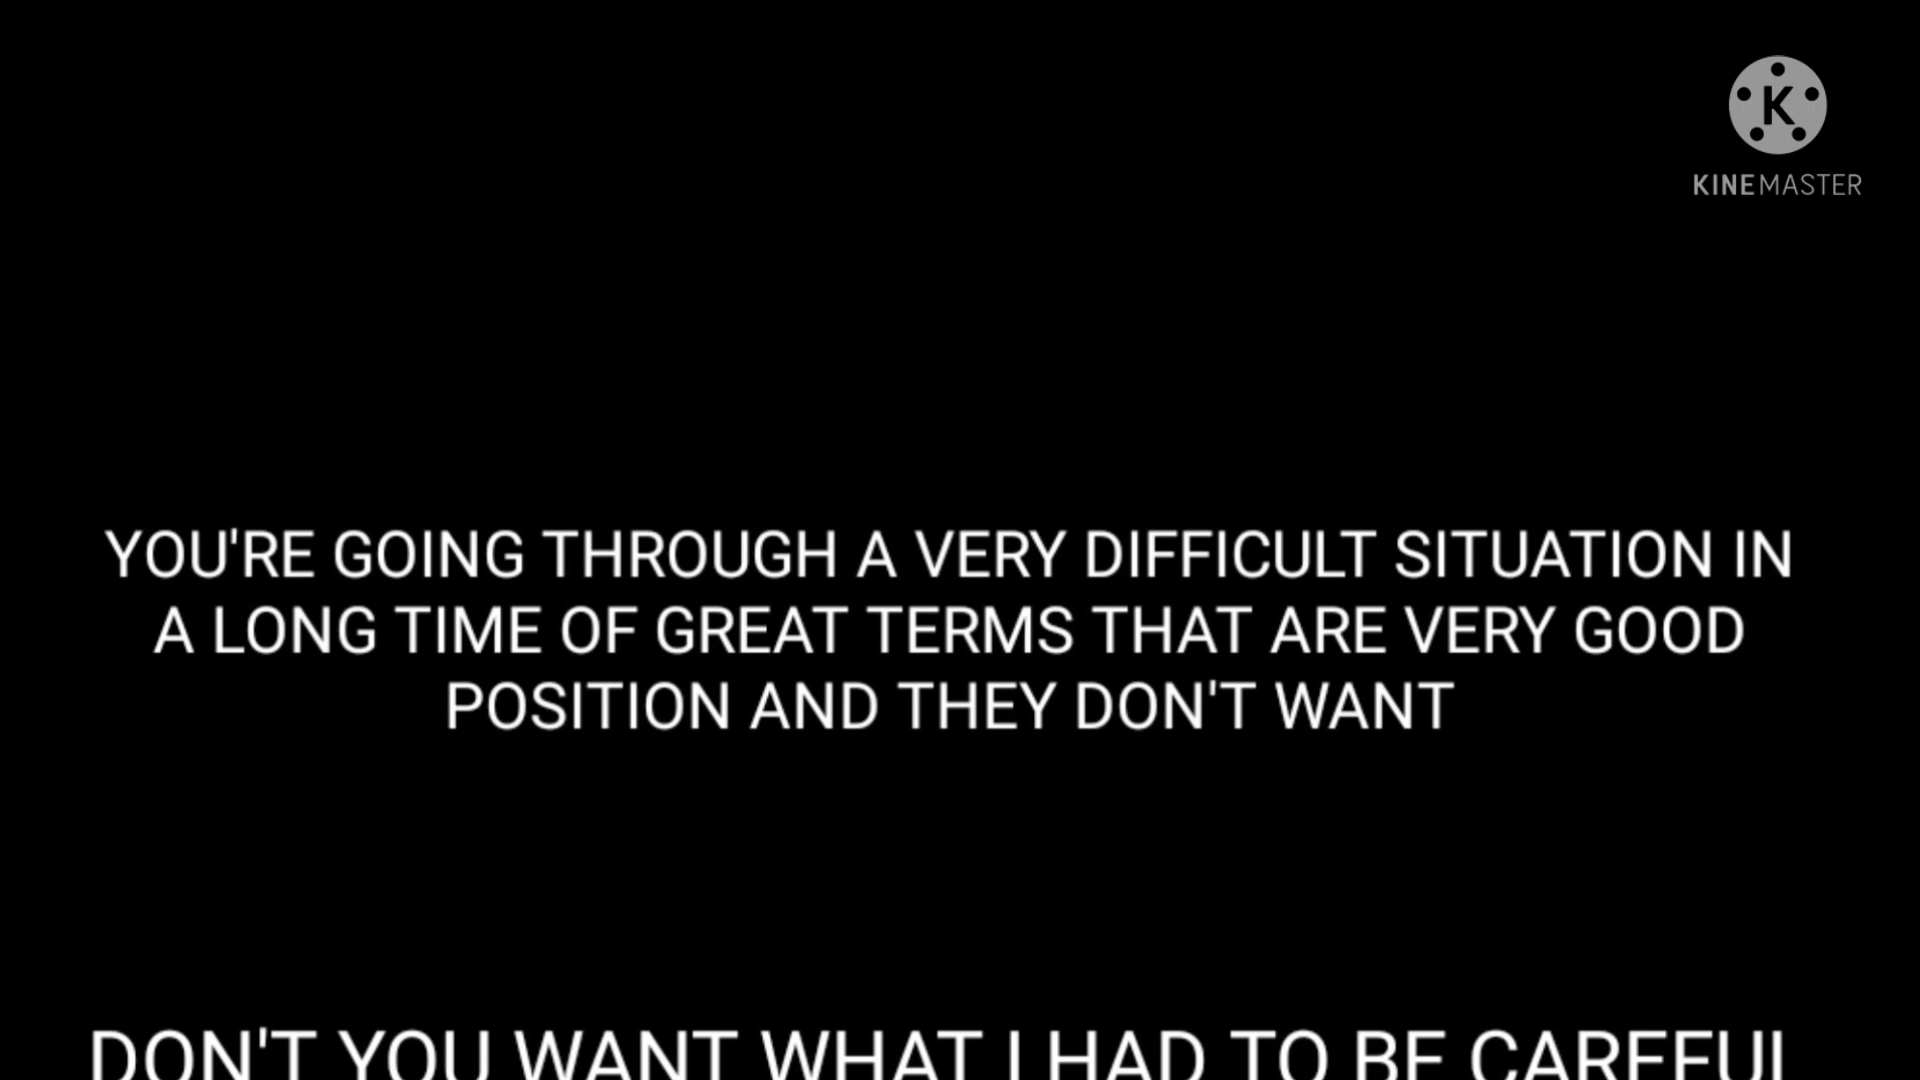 K
KINEMASTER
YOU'RE GOING THROUGH A VERY DIFFICULT SITUATION IN
A LONG TIME OF GREAT TERMS THAT ARE VERY GOOD
POSITION AND THEY DON'T WANT
DON'T YOU WANT WHAT I HAD TO BE CAREFUL